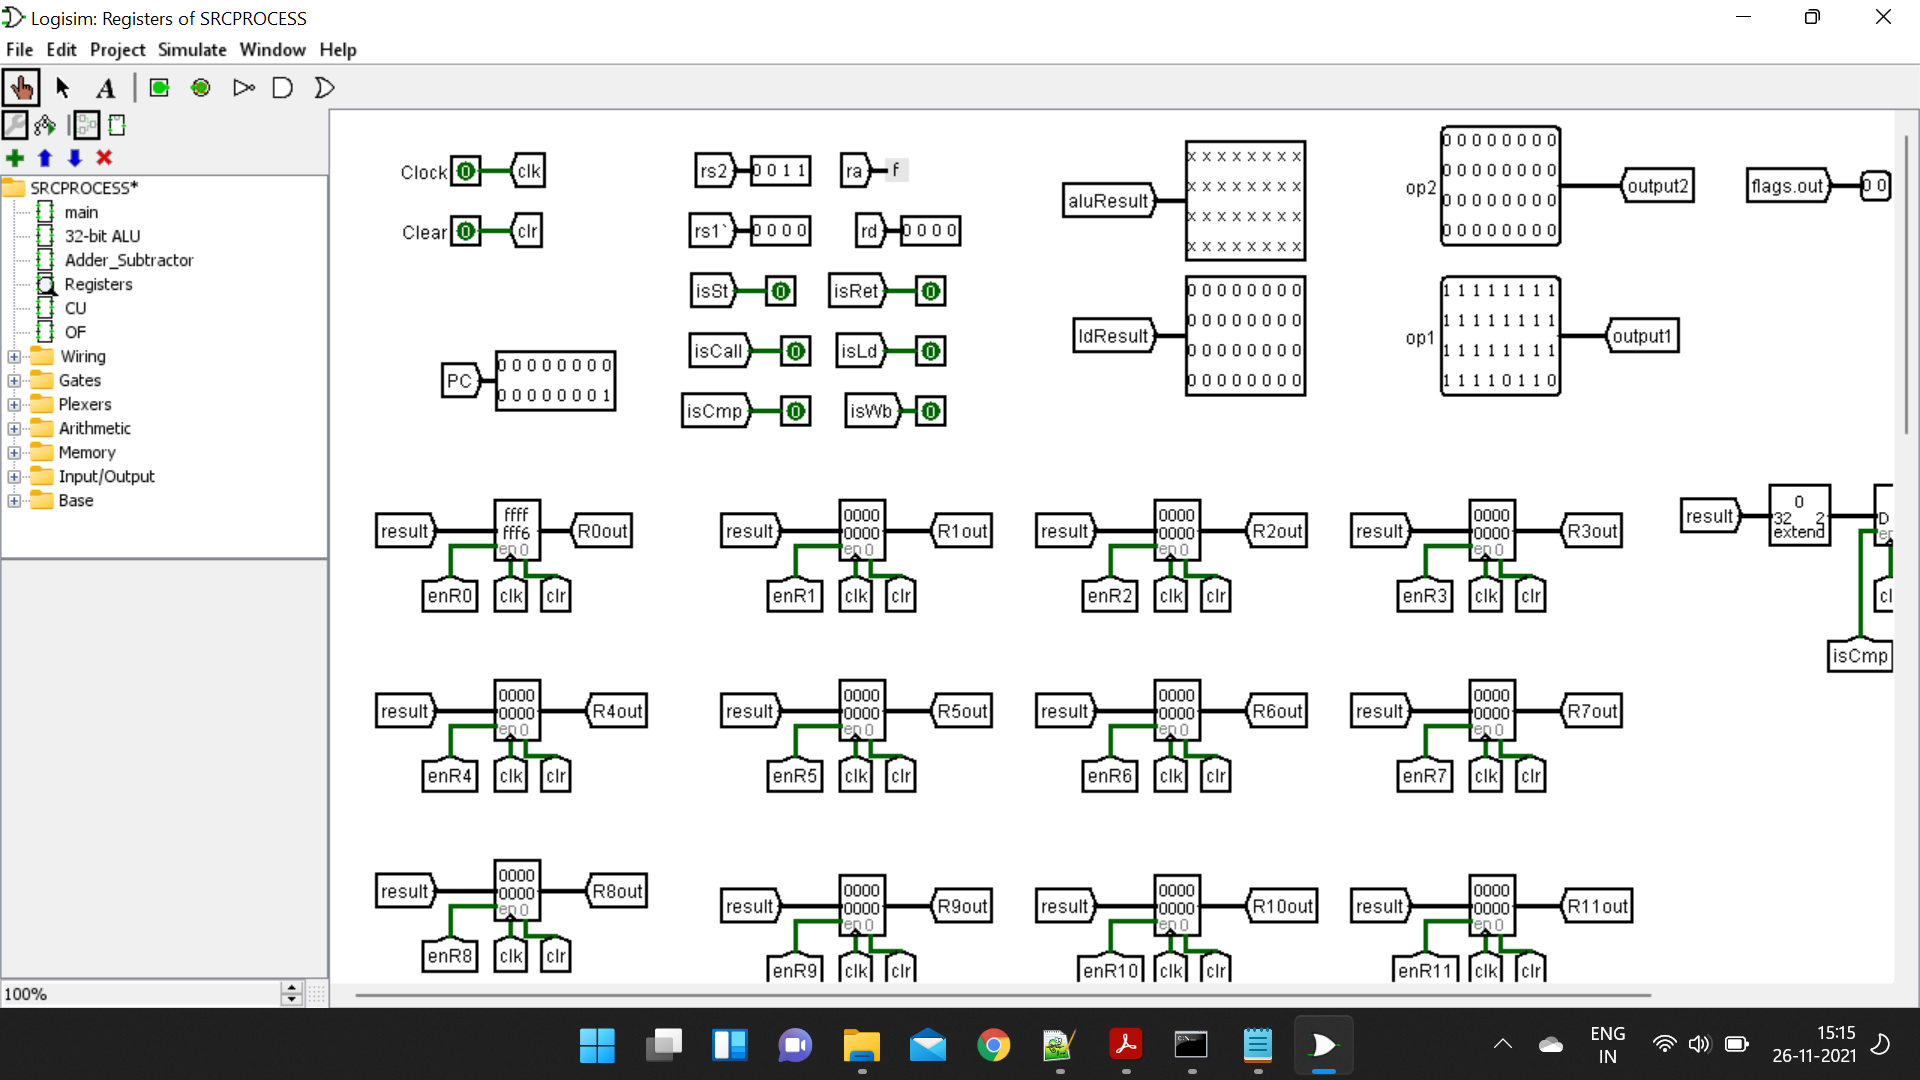 Logisim: Registers of SRCPROCESS
File Edit Project Simulate Window Help
A
SRCPROCESS*
main
32-bit ALU
Adder_Subtractor
Registers
CU
OF
Wiring
Gates
Plexers
Arithmetic
Memory
Input/Output
Base
100%
Clock 0 clk
Clear 0 clr
PC 0 0 0 0 0 0 0 0
0 0 0 0 0 0 0 1
rs2 0 0 1 1 ra f
rs1` 0 0 0 0 rd 0 0 0 0
isSt 0 isRet 0
isCall 0 isLd 0
isCmp 0 isWb 0
aluResult
x x x x x x x x
x x x x x x x x
x x x x x x x x
x x x x x x x x
ldResult
0 0 0 0 0 0 0 0
0 0 0 0 0 0 0 0
0 0 0 0 0 0 0 0
0 0 0 0 0 0 0 0
op2
0 0 0 0 0 0 0 0
0 0 0 0 0 0 0 0
0 0 0 0 0 0 0 0
0 0 0 0 0 0 0 0
output2
op1
1 1 1 1 1 1 1 1
1 1 1 1 1 1 1 1
1 1 1 1 1 1 1 1
1 1 1 1 0 1 1 0
output1
flags.out 0 0
result ffff fff6 en 0 R0out
enR0 clk clr
result 0000 0000 en 0 R1out
enR1 clk clr
result 0000 0000 en 0 R2out
enR2 clk clr
result 0000 0000 en 0 R3out
enR3 clk clr
result 0 32 2 extend D
cl
isCmp
result 0000 0000 en 0 R4out
enR4 clk clr
result 0000 0000 en 0 R5out
enR5 clk clr
result 0000 0000 en 0 R6out
enR6 clk clr
result 0000 0000 en 0 R7out
enR7 clk clr
result 0000 0000 en 0 R8out
enR8 clk clr
result 0000 0000 en 0 R9out
enR9 clk clr
result 0000 0000 en 0 R10out
enR10 clk clr
result 0000 0000 en 0 R11out
enR11 clk clr
ENG
IN
15:15
26-11-2021